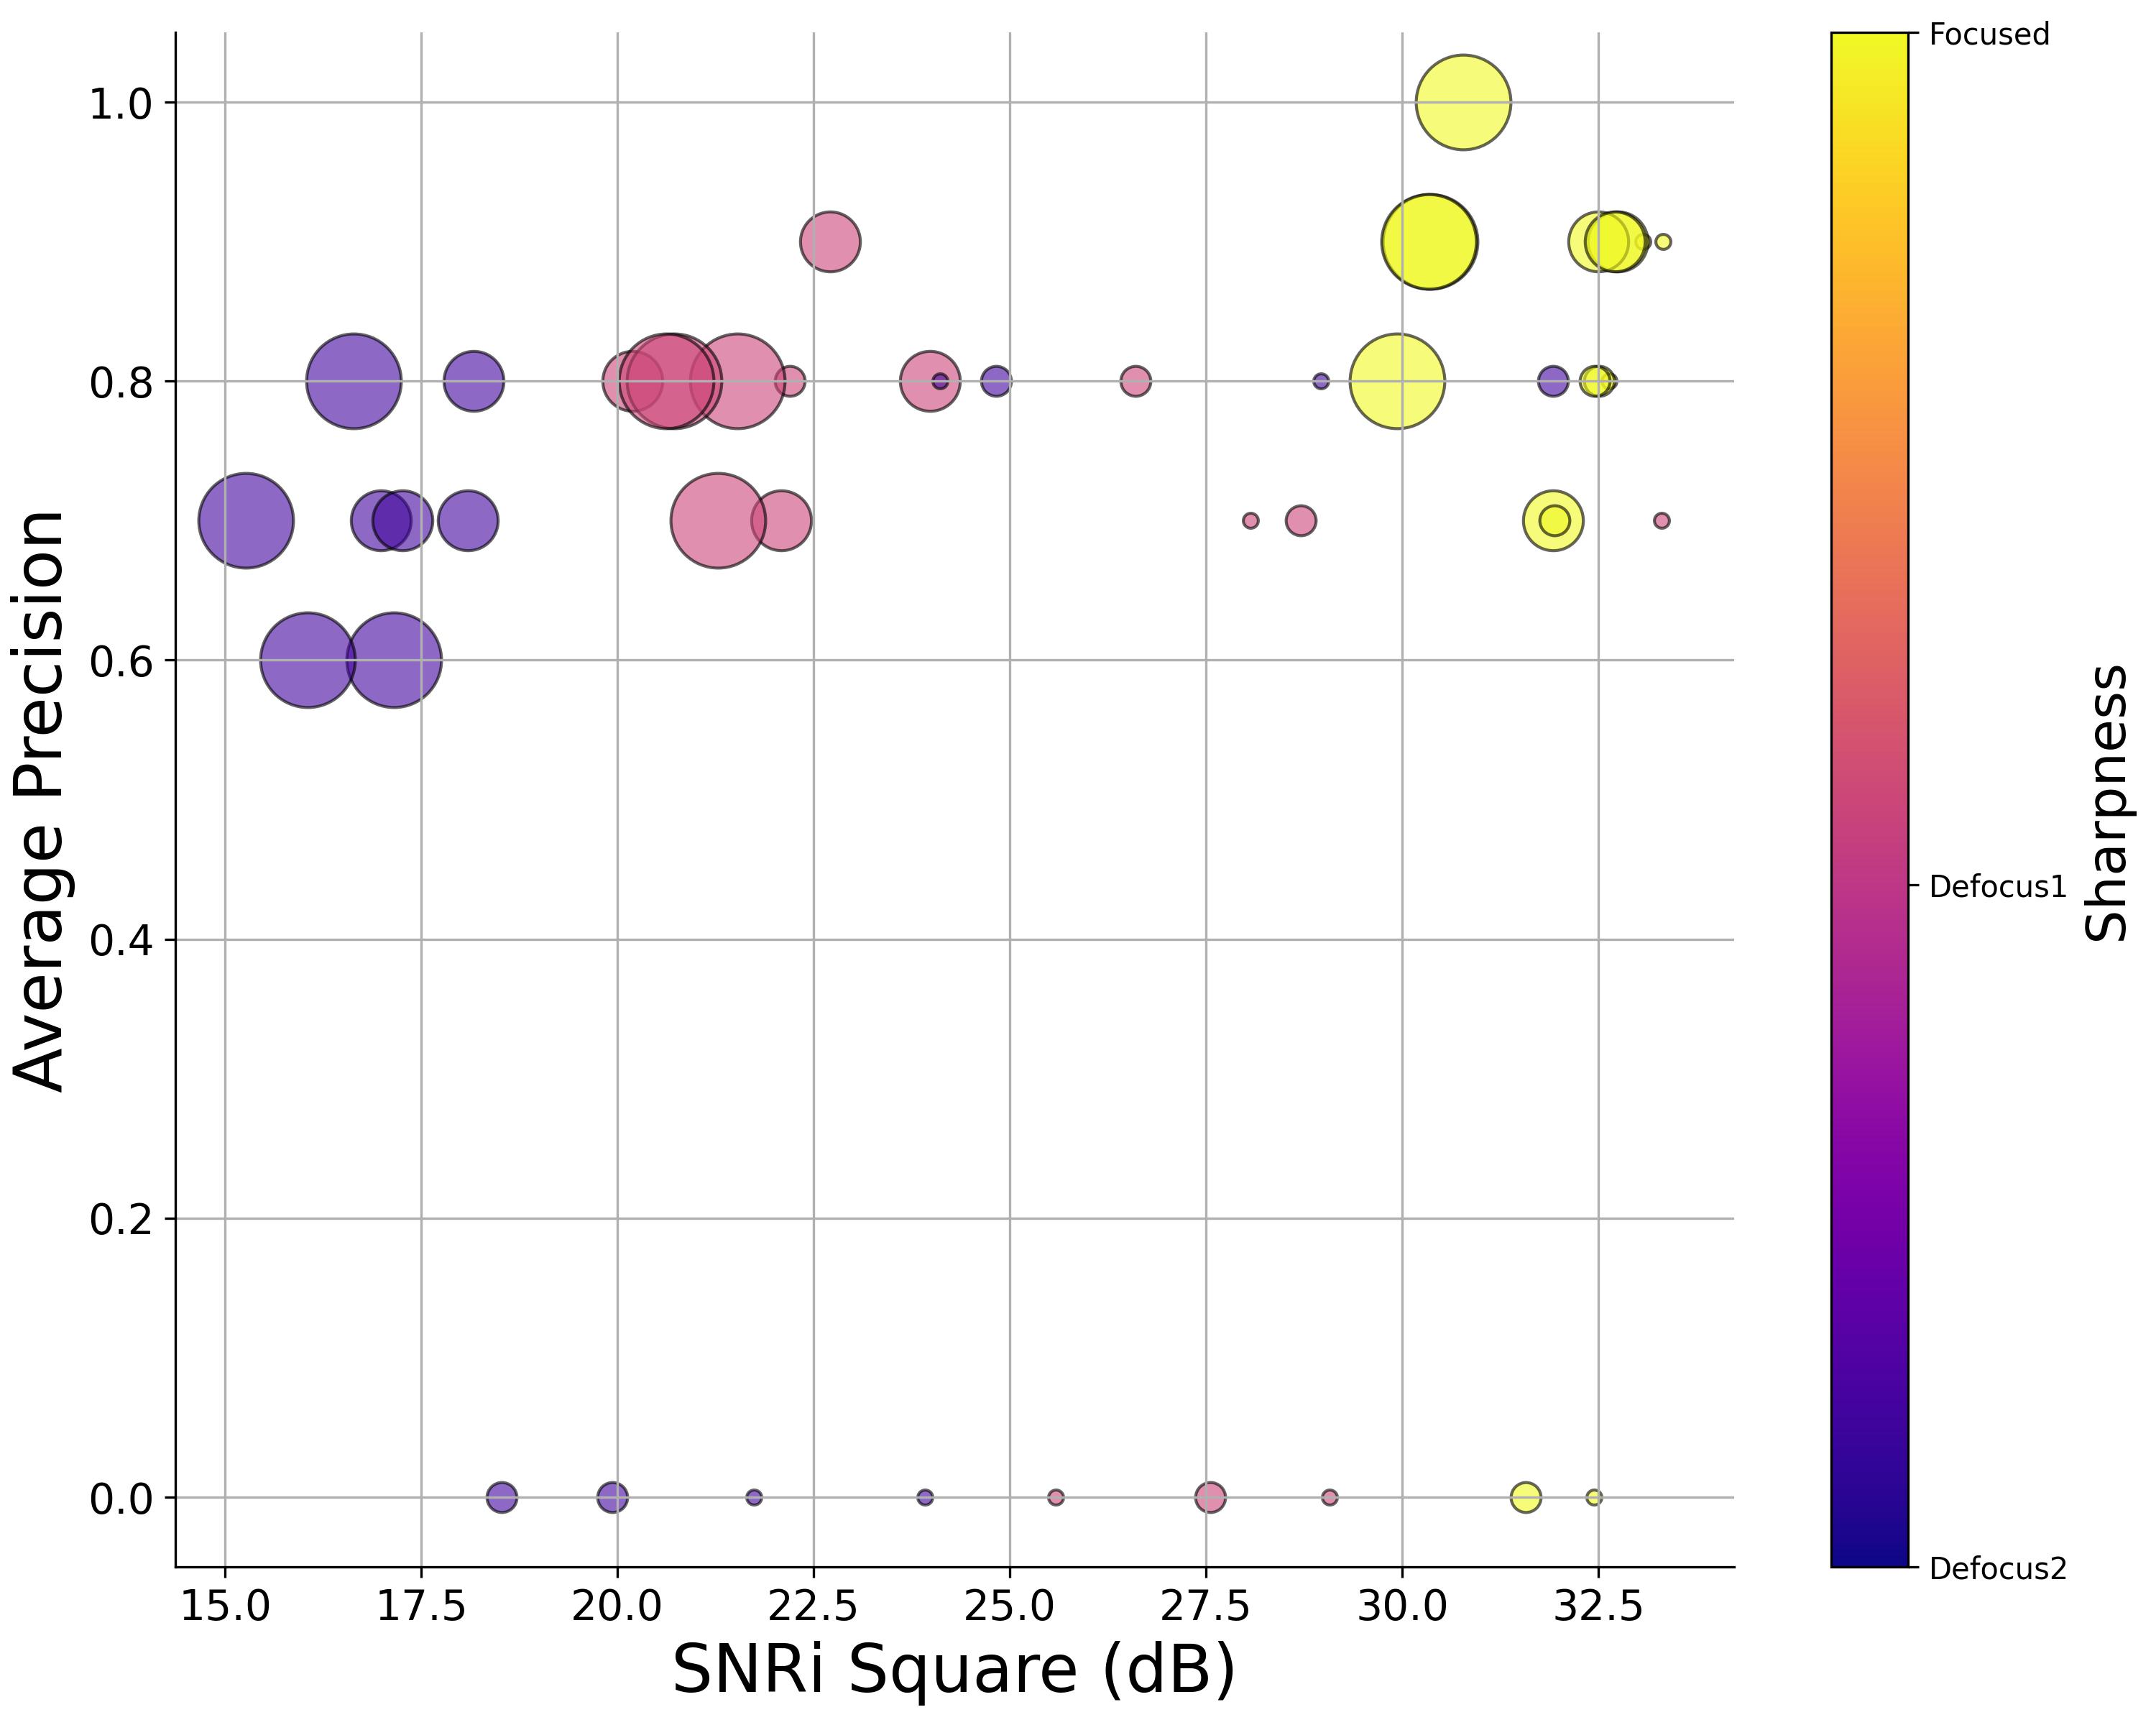 Average Precision
1.0
0.8
0.6
0.4
0.2
0.0
15.0 17.5 20.0 22.5 25.0 27.5 30.0 32.5
SNRi Square (dB)
Focused
Defocus1
Defocus2
Sharpness